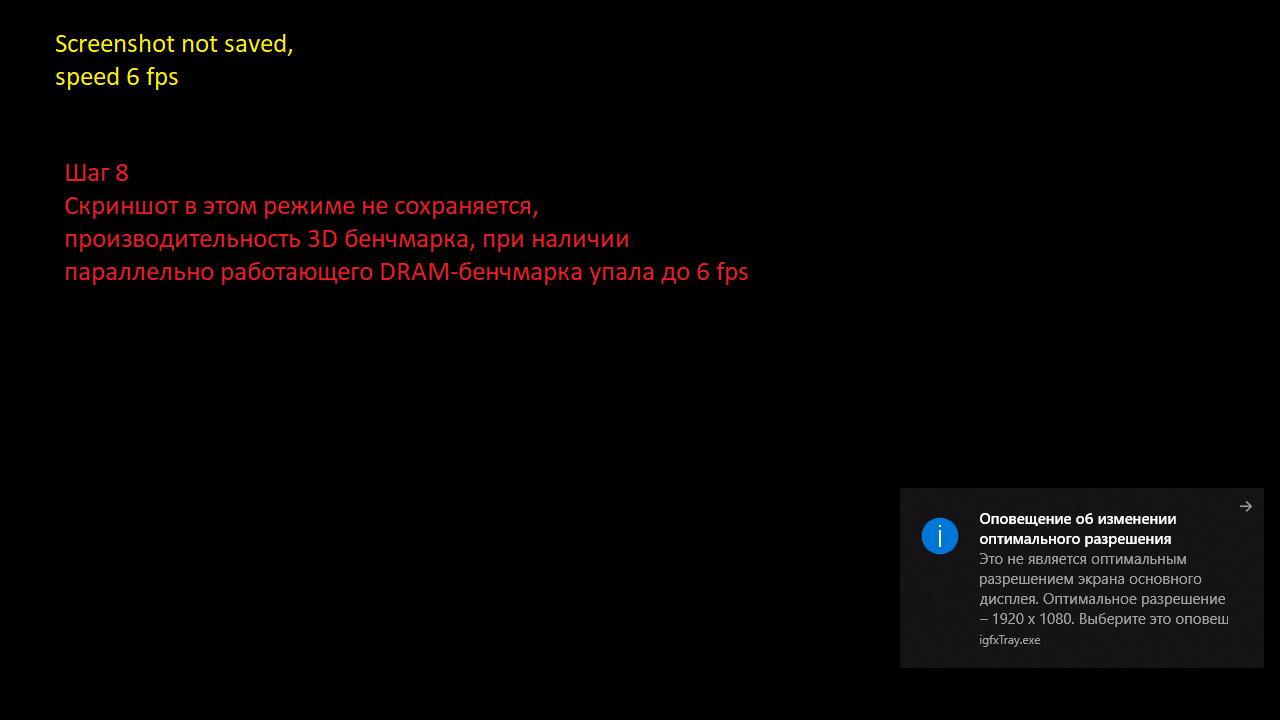 Screenshot not saved,
speed 6 fps
Шаг 8
Скриншот в этом режиме не сохраняется,
производительность 3D бенчмарка, при наличии
параллельно работающего DRAM-бенчмарка упала до 6 fps
Оповещение об изменении
оптимального разрешения
Это не является оптимальным
разрешением экрана основного
дисплея. Оптимальное разрешение
– 1920 x 1080. Выберите это оповещ
igfxTray.exe